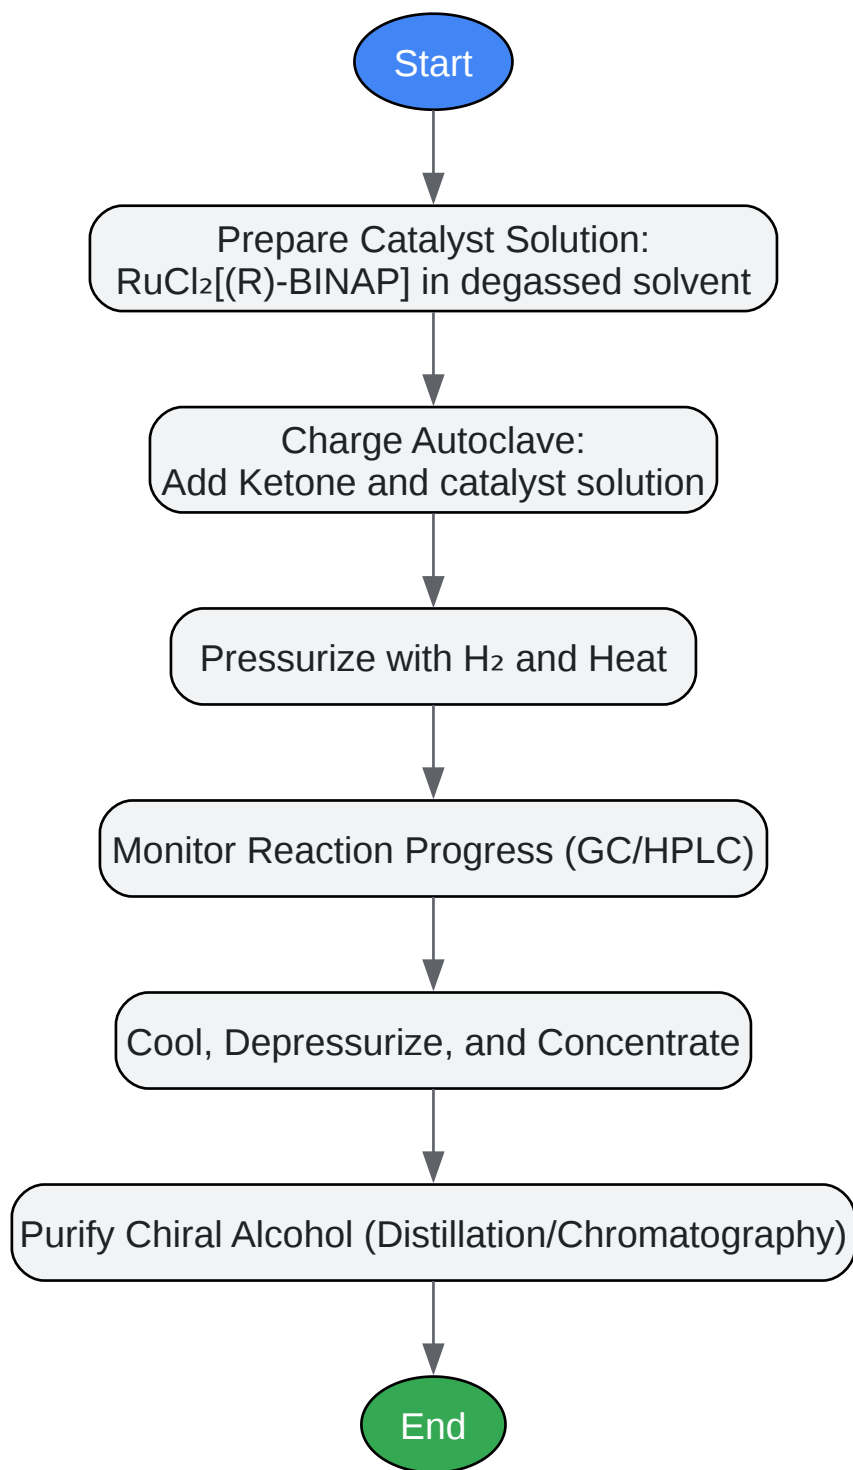 Start
Prepare Catalyst Solution:
RuCl₂[(R)-BINAP] in degassed solvent
Charge Autoclave:
Add Ketone and catalyst solution
Pressurize with H₂ and Heat
Monitor Reaction Progress (GC/HPLC)
Cool, Depressurize, and Concentrate
Purify Chiral Alcohol (Distillation/Chromatography)
End